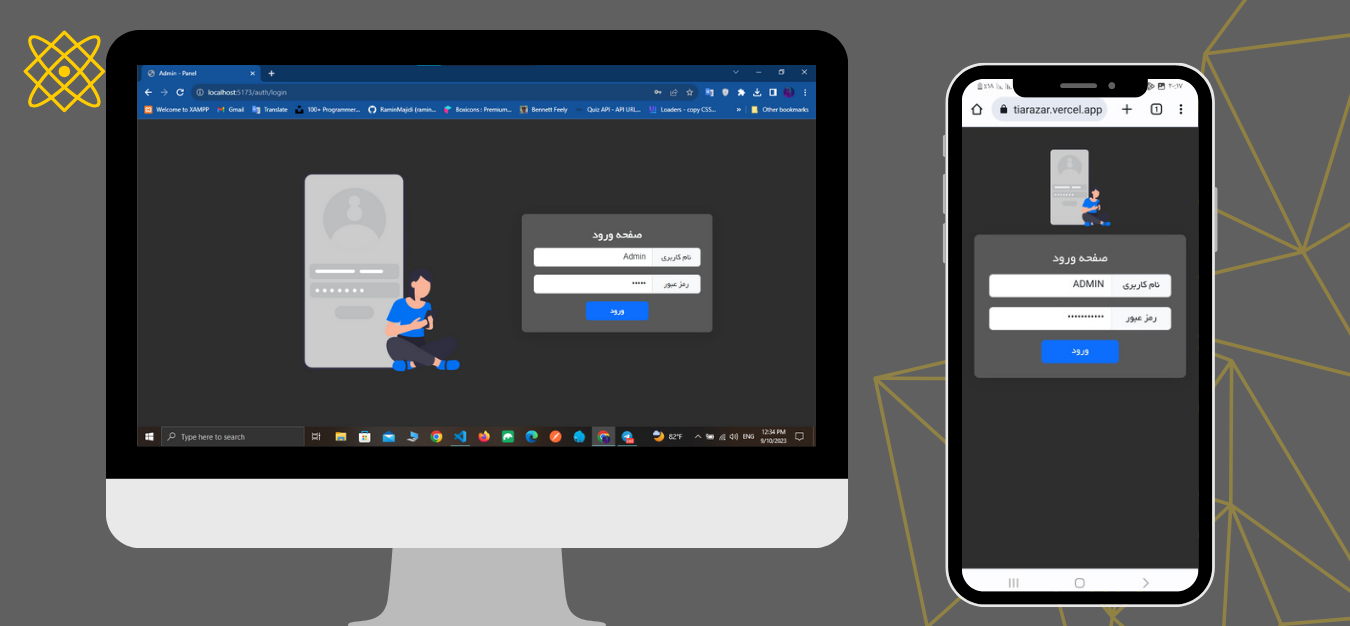 Admin - Panel
localhost:5173/auth/login
Welcome to XAMPP
Gmail
Translate
100+ Programmer...
RaminMajidi (ramin...
Boxicons : Premium...
Bennett Feely
Quiz API - API URL...
Loaders - copy CSS...
»
Other bookmarks
صفحه ورود
نام کاربری
Admin
رمز عبور
•••••
ورود
Type here to search
82°F
ENG
12:34 PM
9/10/2023
tiarazar.vercel.app
1
صفحه ورود
نام کاربری
ADMIN
رمز عبور
•••••••••••
ورود